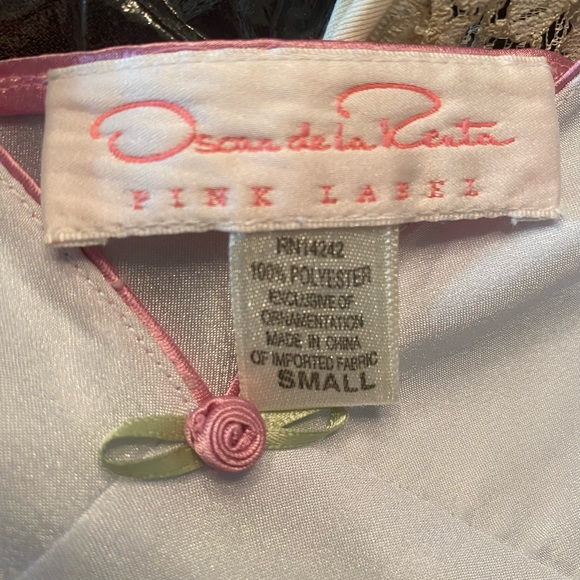 Oscar de la Renta
PINK LABEL
RN14242
100% POLYESTER
EXCLUSIVE OF
ORNAMENTATION
MADE IN CHINA
OF IMPORTED FABRIC
SMALL